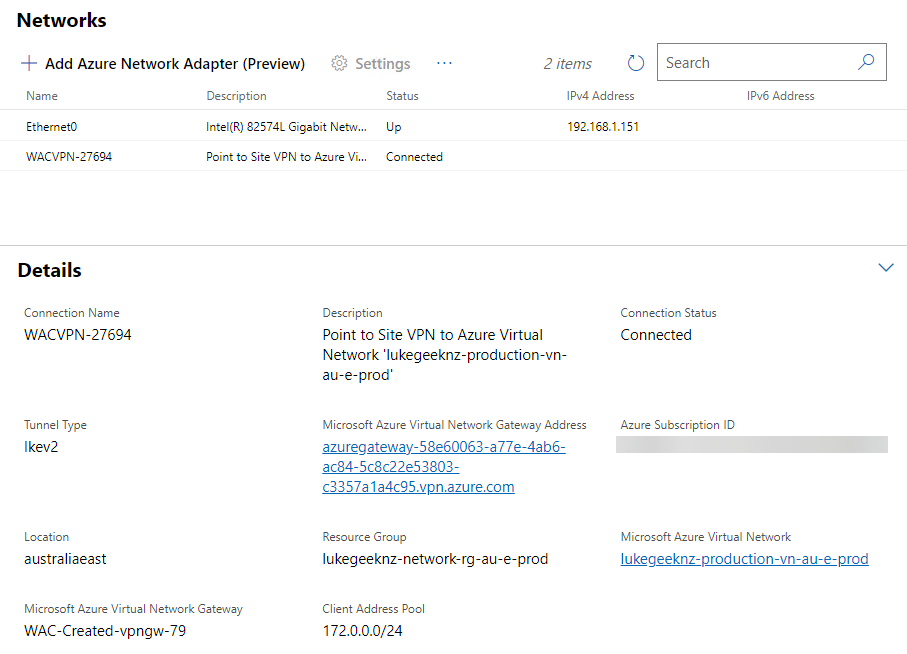 Networks
Add Azure Network Adapter (Preview) Settings ... 2 items Search
Name Description Status IPv4 Address IPv6 Address
Ethernet0 Intel(R) 82574L Gigabit Netw... Up 192.168.1.151
WACVPN-27694 Point to Site VPN to Azure Vi... Connected
Details
Connection Name Description Connection Status
WACVPN-27694 Point to Site VPN to Azure Virtual Connected
Network 'lukegeeknz-production-vn-
au-e-prod'
Tunnel Type Microsoft Azure Virtual Network Gateway Address Azure Subscription ID
Ikev2 azuregateway-58e60063-a77e-4ab6-
ac84-5c8c22e53803-
c3357a1a4c95.vpn.azure.com
Location Resource Group Microsoft Azure Virtual Network
australiaeast lukegeeknz-network-rg-au-e-prod lukegeeknz-production-vn-au-e-prod
Microsoft Azure Virtual Network Gateway Client Address Pool
WAC-Created-vpngw-79 172.0.0.0/24